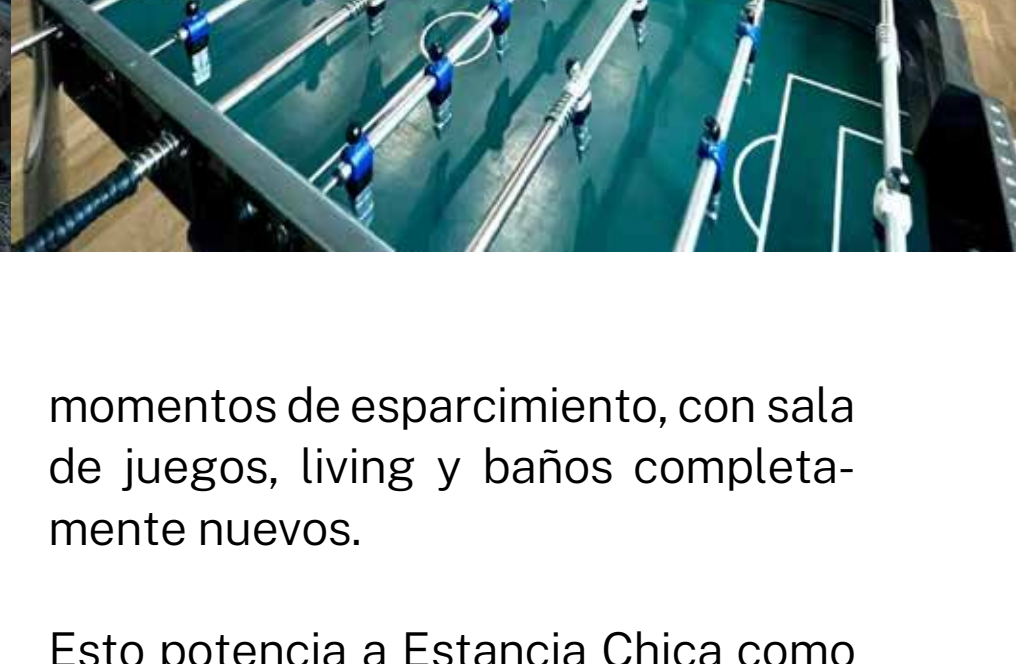 momentos de esparcimiento, con sala
de juegos, living y baños completa-
mente nuevos.
Esto potencia a Estancia Chica como